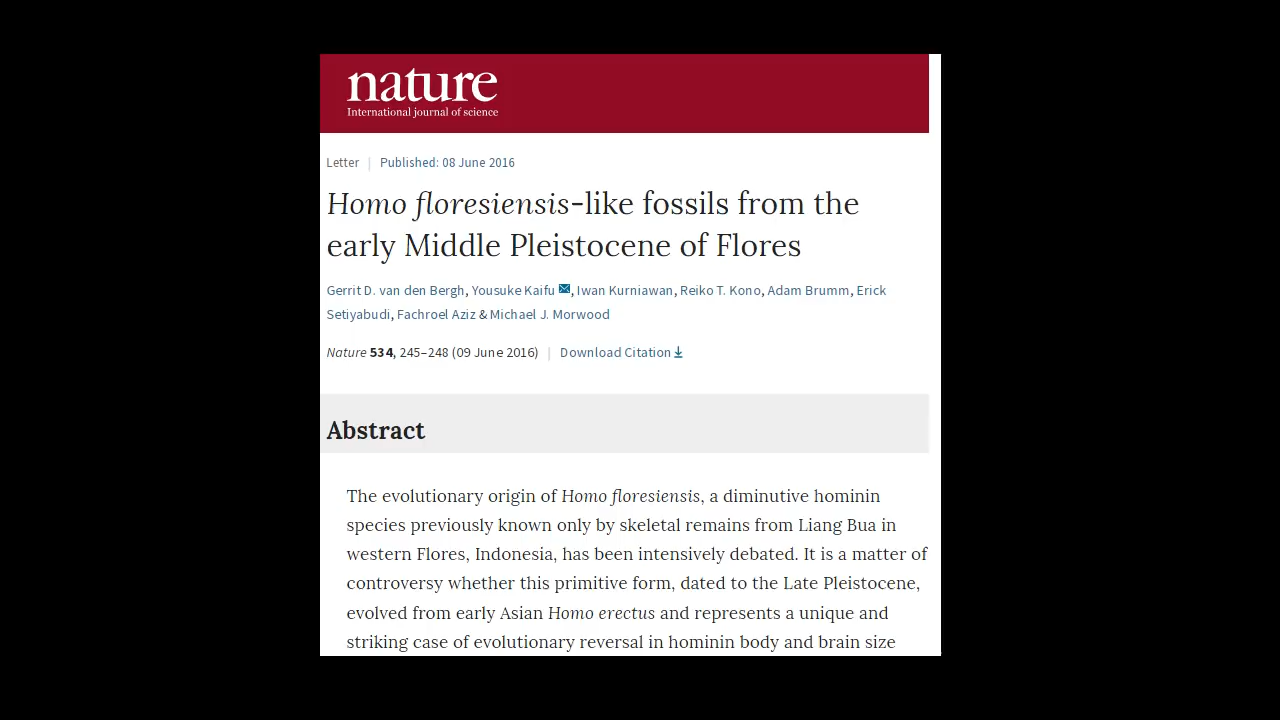 nature
International journal of science
Letter | Published: 08 June 2016
Homo floresiensis-like fossils from the
early Middle Pleistocene of Flores
Gerrit D. van den Bergh, Yousuke Kaifu, Iwan Kurniawan, Reiko T. Kono, Adam Brumm, Erick
Setiyabudi, Fachroel Aziz & Michael J. Morwood
Nature 534, 245–248 (09 June 2016) | Download Citation
Abstract
The evolutionary origin of Homo floresiensis, a diminutive hominin
species previously known only by skeletal remains from Liang Bua in
western Flores, Indonesia, has been intensively debated. It is a matter of
controversy whether this primitive form, dated to the Late Pleistocene,
evolved from early Asian Homo erectus and represents a unique and
striking case of evolutionary reversal in hominin body and brain size